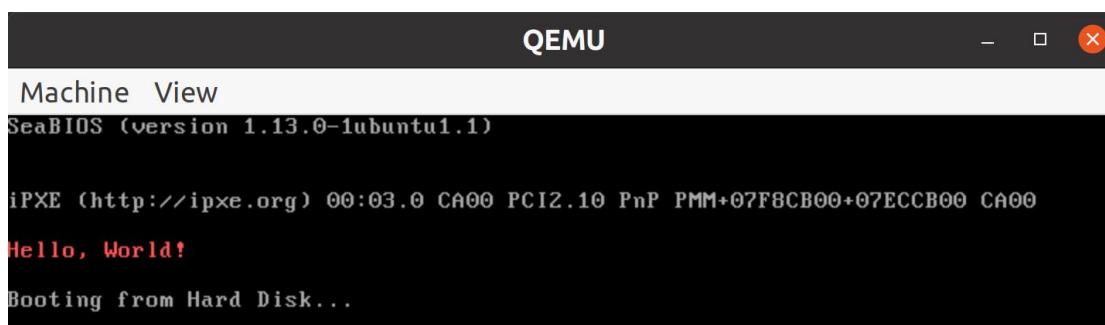 QEMU
Machine View
SeaBIOS (version 1.13.0-1ubuntu1.1)
iPXE (http://ipxe.org) 00:03.0 CA00 PCI2.10 PnP PMM+07F8CB00+07ECCB00 CA00
Hello, World!
Booting from Hard Disk...